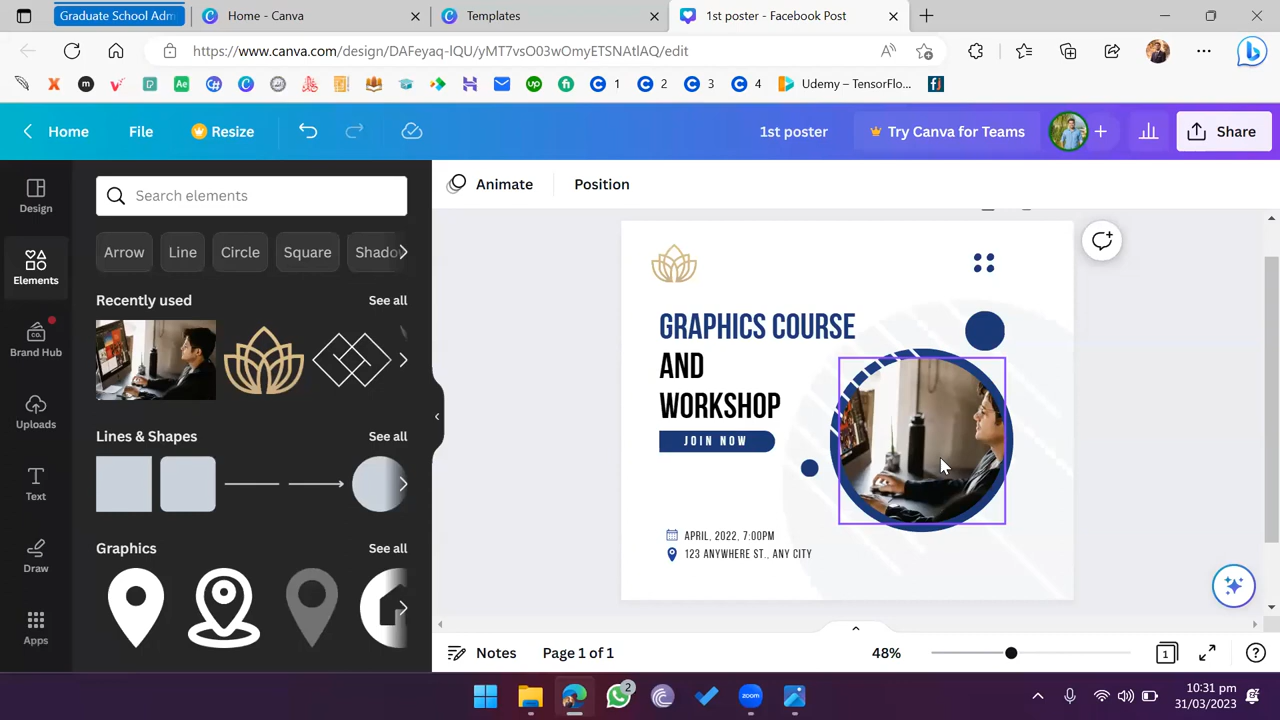 Graduate School Adm
Home - Canva
Templates
1st poster - Facebook Post
https://www.canva.com/design/DAFeyaq-lQU/yMT7vsO03wOmyETSNAtlAQ/edit
1
2
3
4
Udemy – TensorFlo...
Home
File
Resize
1st poster
Try Canva for Teams
Share
Design
Elements
Brand Hub
Uploads
Text
Draw
Apps
Search elements
Arrow
Line
Circle
Square
Shado
Recently used
See all
Lines & Shapes
See all
Graphics
See all
Animate
Position
GRAPHICS COURSE
AND
WORKSHOP
JOIN NOW
APRIL, 2022, 7:00PM
123 ANYWHERE ST., ANY CITY
Notes
Page 1 of 1
48%
1
2
zoom
10:31 pm
31/03/2023